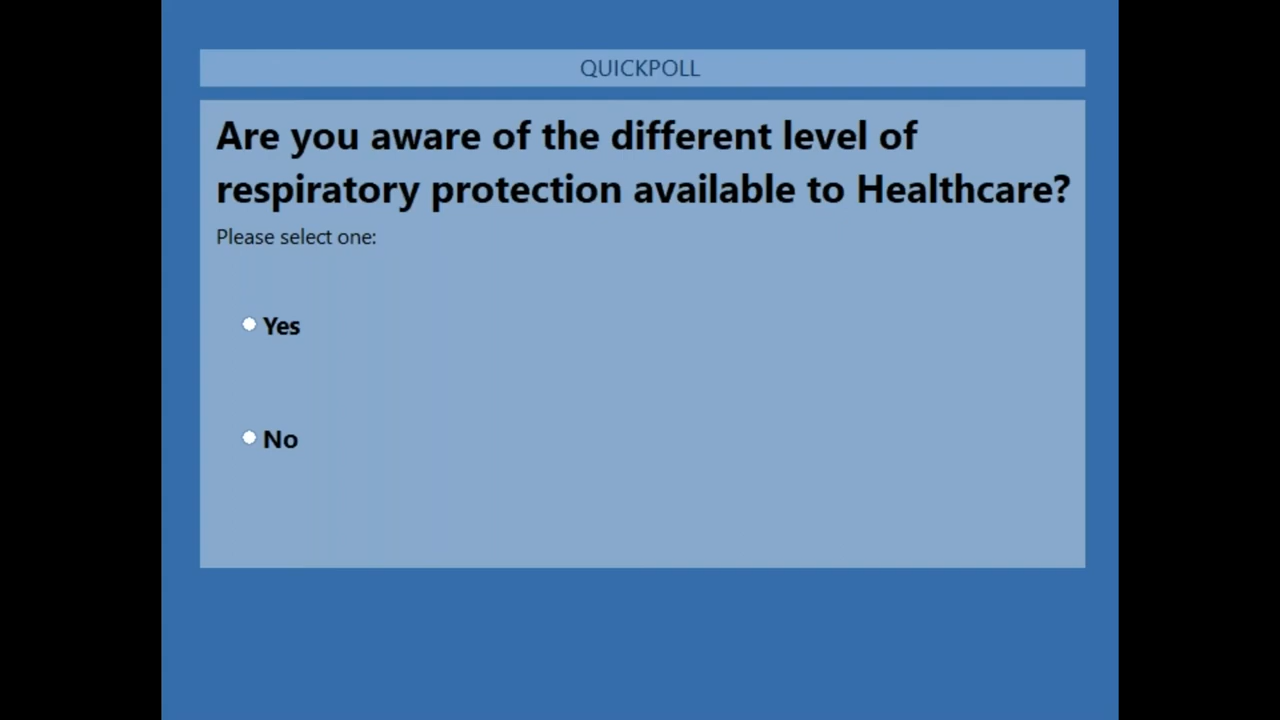 QUICKPOLL
Are you aware of the different level of
respiratory protection available to Healthcare?
Please select one:
Yes
No